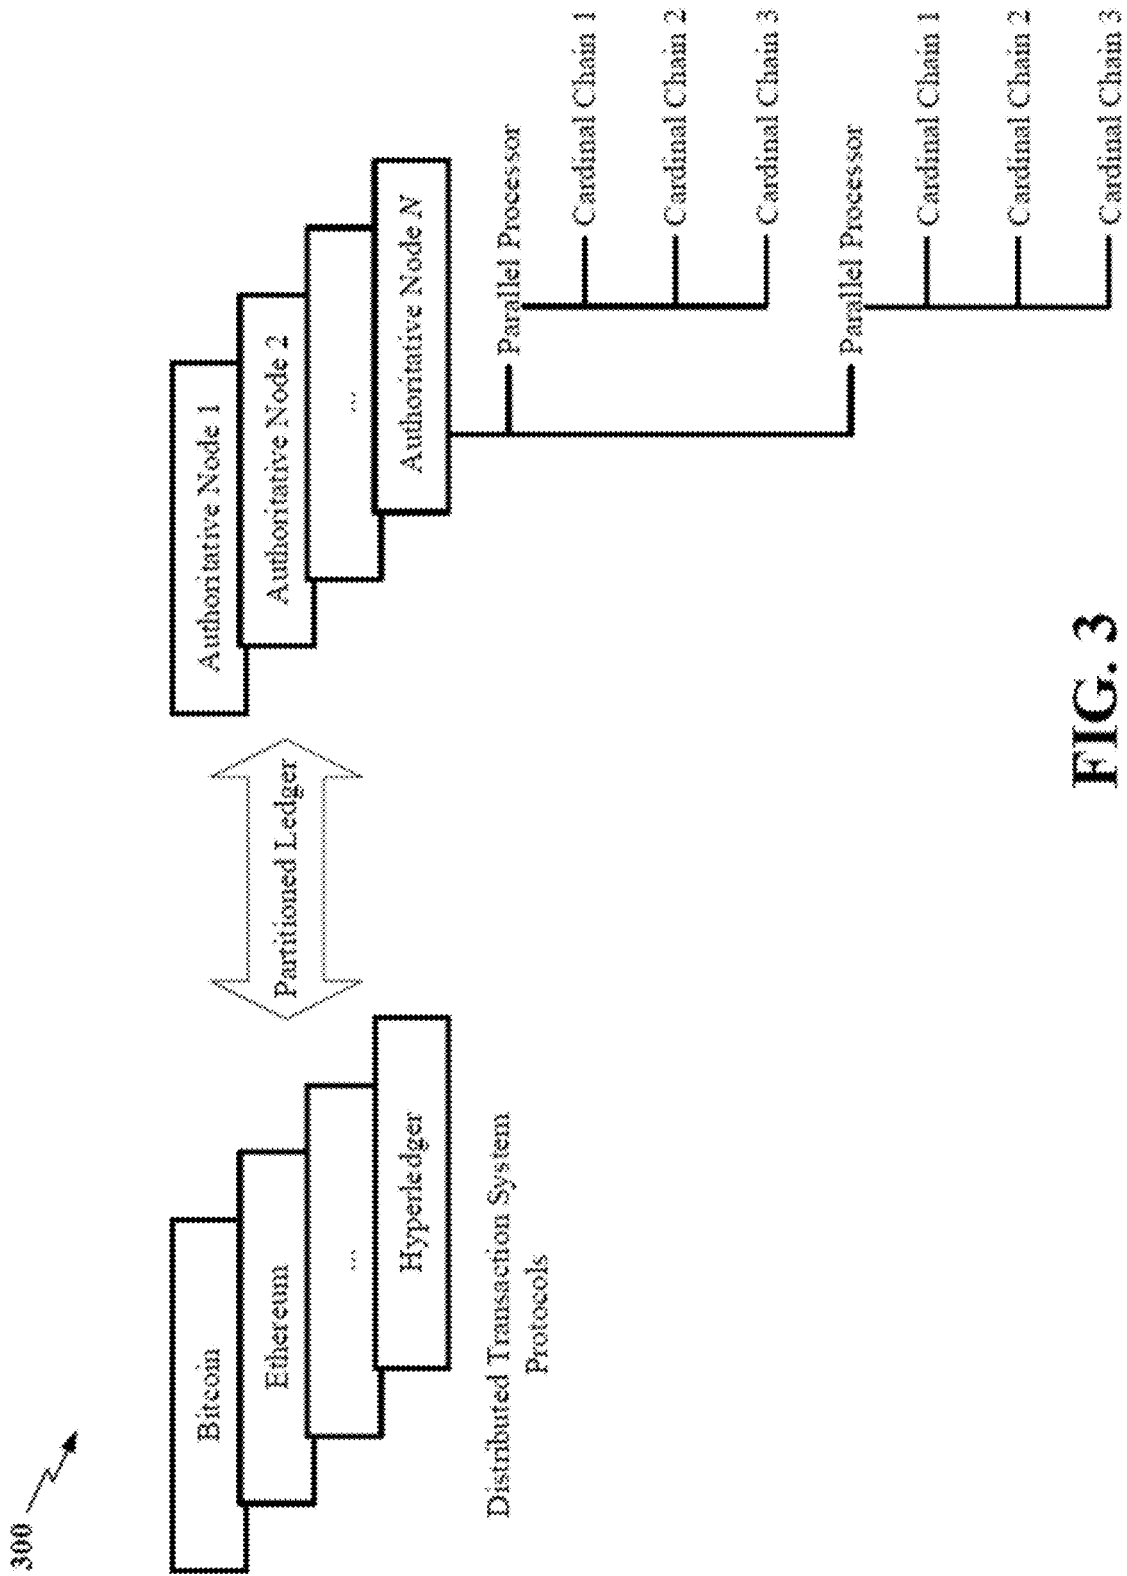 300
Bitcoin
Ethereum
...
Hyperledger
Distributed Transaction System
Protocols
Partitioned Ledger
Authoritative Node 1
Authoritative Node 2
...
Authoritative Node N
Parallel Processor
Cardinal Chain 1
Cardinal Chain 2
Cardinal Chain 3
Parallel Processor
Cardinal Chain 1
Cardinal Chain 2
Cardinal Chain 3
FIG. 3